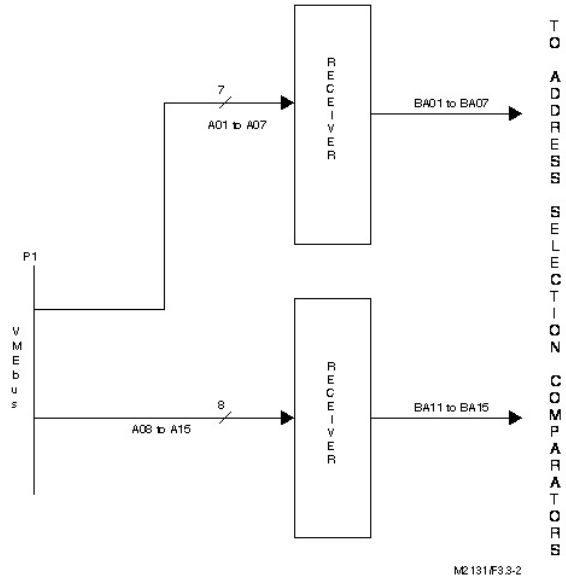 P1
VMEbus
7
A01 to A07
RECEIVER
BA01 to BA07
8
A08 to A15
RECEIVER
BA11 to BA15
TO ADDRESS SELECTION COMPARATORS
M2131/F3.3-2